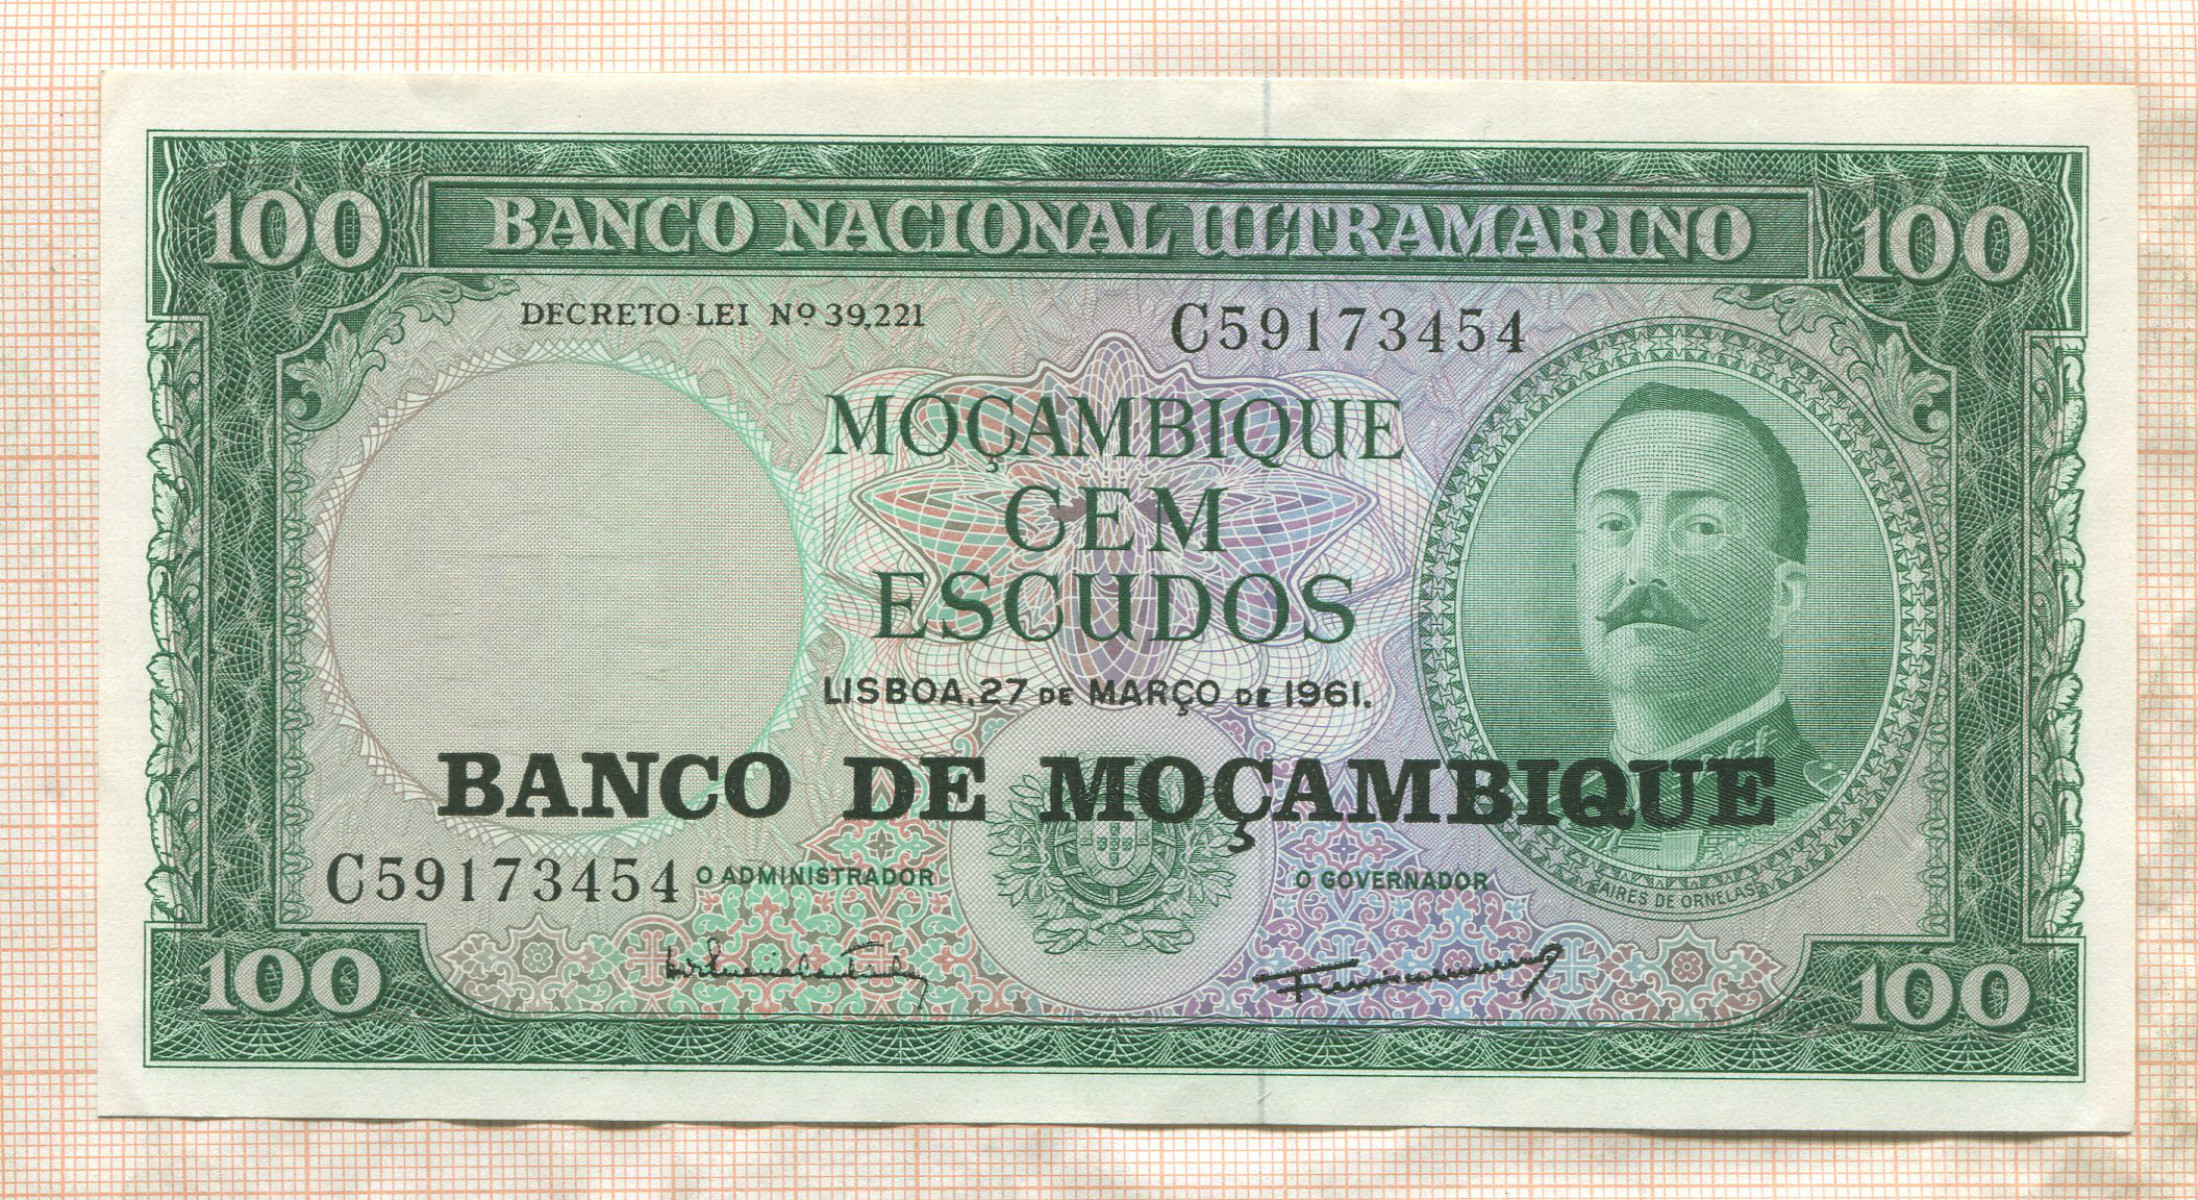 100 BANCO NACIONAL ULTRAMARINO 100
DECRETO-LEI Nº 39,221
C59173454
MOÇAMBIQUE
CEM
ESCUDOS
LISBOA, 27 DE MARÇO DE 1961.
BANCO DE MOÇAMBIQUE
C59173454
O ADMINISTRADOR
O GOVERNADOR
AIRES DE ORNELAS
100
100